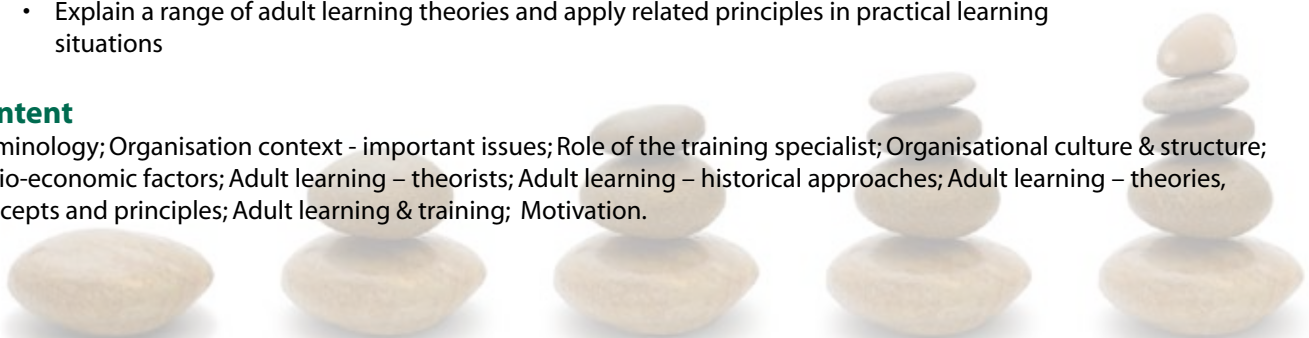 • Explain a range of adult learning theories and apply related principles in practical learning
situations
ntent
minology; Organisation context - important issues; Role of the training specialist; Organisational culture & structure;
io-economic factors; Adult learning – theorists; Adult learning – historical approaches; Adult learning – theories,
cepts and principles; Adult learning & training; Motivation.